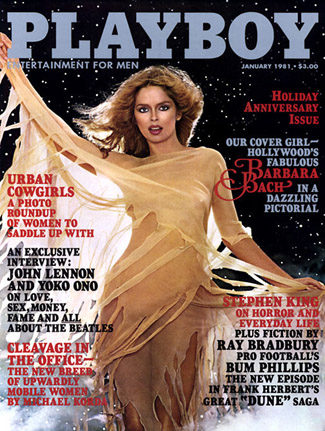 PLAYBOY
ENTERTAINMENT FOR MEN
JANUARY 1981 • $3.00
HOLIDAY
ANNIVERSARY
ISSUE
OUR COVER GIRL—
HOLLYWOOD'S
FABULOUS
BARBARA
BACH IN A
DAZZLING
PICTORIAL
URBAN
COWGIRLS
A PHOTO
ROUNDUP
OF WOMEN TO
SADDLE UP WITH
AN EXCLUSIVE
INTERVIEW:
JOHN LENNON
AND YOKO ONO
ON LOVE,
SEX, MONEY,
FAME AND ALL
ABOUT THE BEATLES
CLEAVAGE IN
THE OFFICE—
THE NEW BREED
OF UPWARDLY
MOBILE WOMEN
BY MICHAEL KORDA
STEPHEN KING
ON HORROR AND
EVERYDAY LIFE
PLUS FICTION BY
RAY BRADBURY
PRO FOOTBALL'S
BUM PHILLIPS
THE NEW EPISODE
IN FRANK HERBERT'S
GREAT "DUNE" SAGA